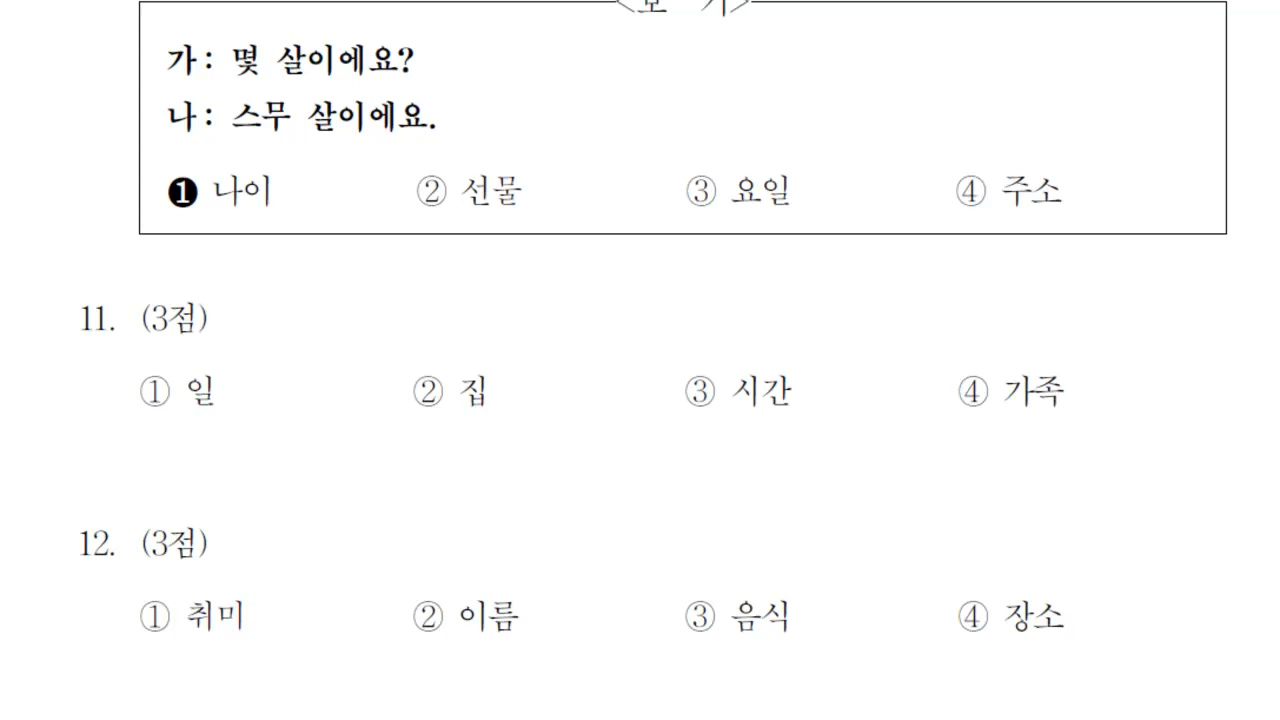 <보 기>
가: 몇 살이에요?
나: 스무 살이에요.
❶ 나이 ② 선물 ③ 요일 ④ 주소
11. (3점)
① 일 ② 집 ③ 시간 ④ 가족
12. (3점)
① 취미 ② 이름 ③ 음식 ④ 장소